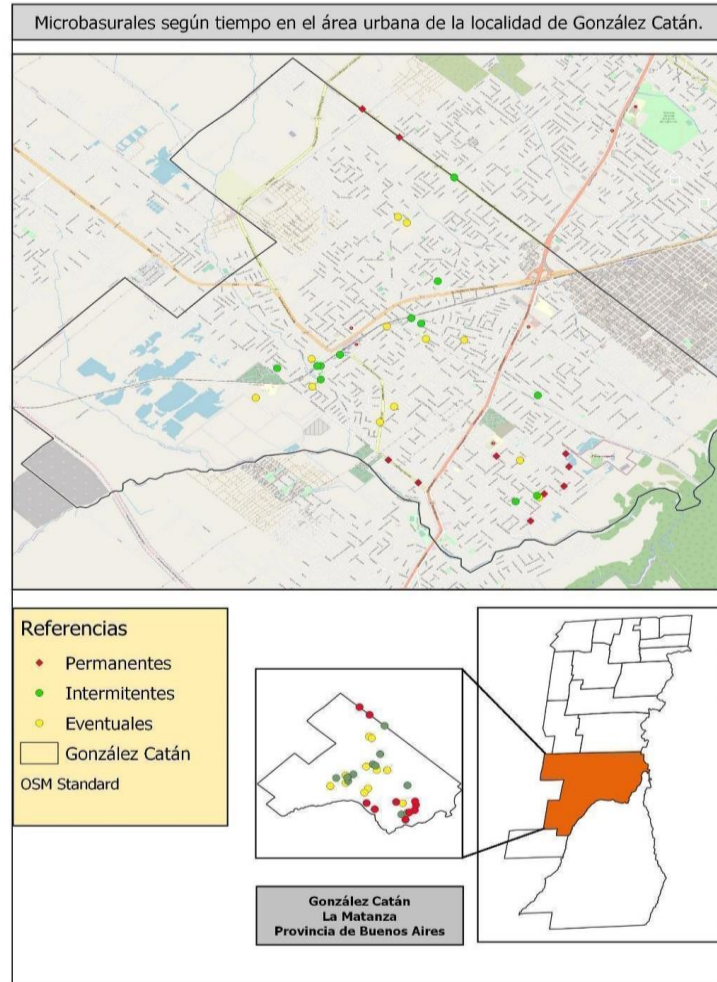 Microbasurales según tiempo en el área urbana de la localidad de González Catán.
Referencias
Permanentes
Intermitentes
Eventuales
González Catán
OSM Standard
González Catán
La Matanza
Provincia de Buenos Aires